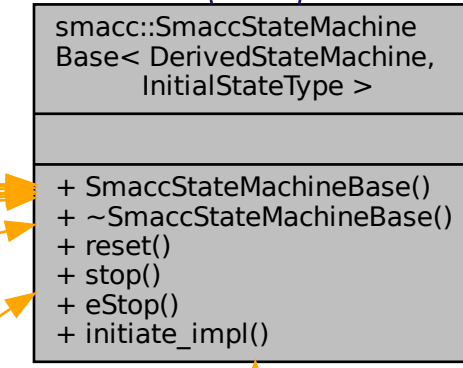 smacc::SmaccStateMachine
Base< DerivedStateMachine,
InitialStateType >
+ SmaccStateMachineBase()
+ ~SmaccStateMachineBase()
+ reset()
+ stop()
+ eStop()
+ initiate_impl()